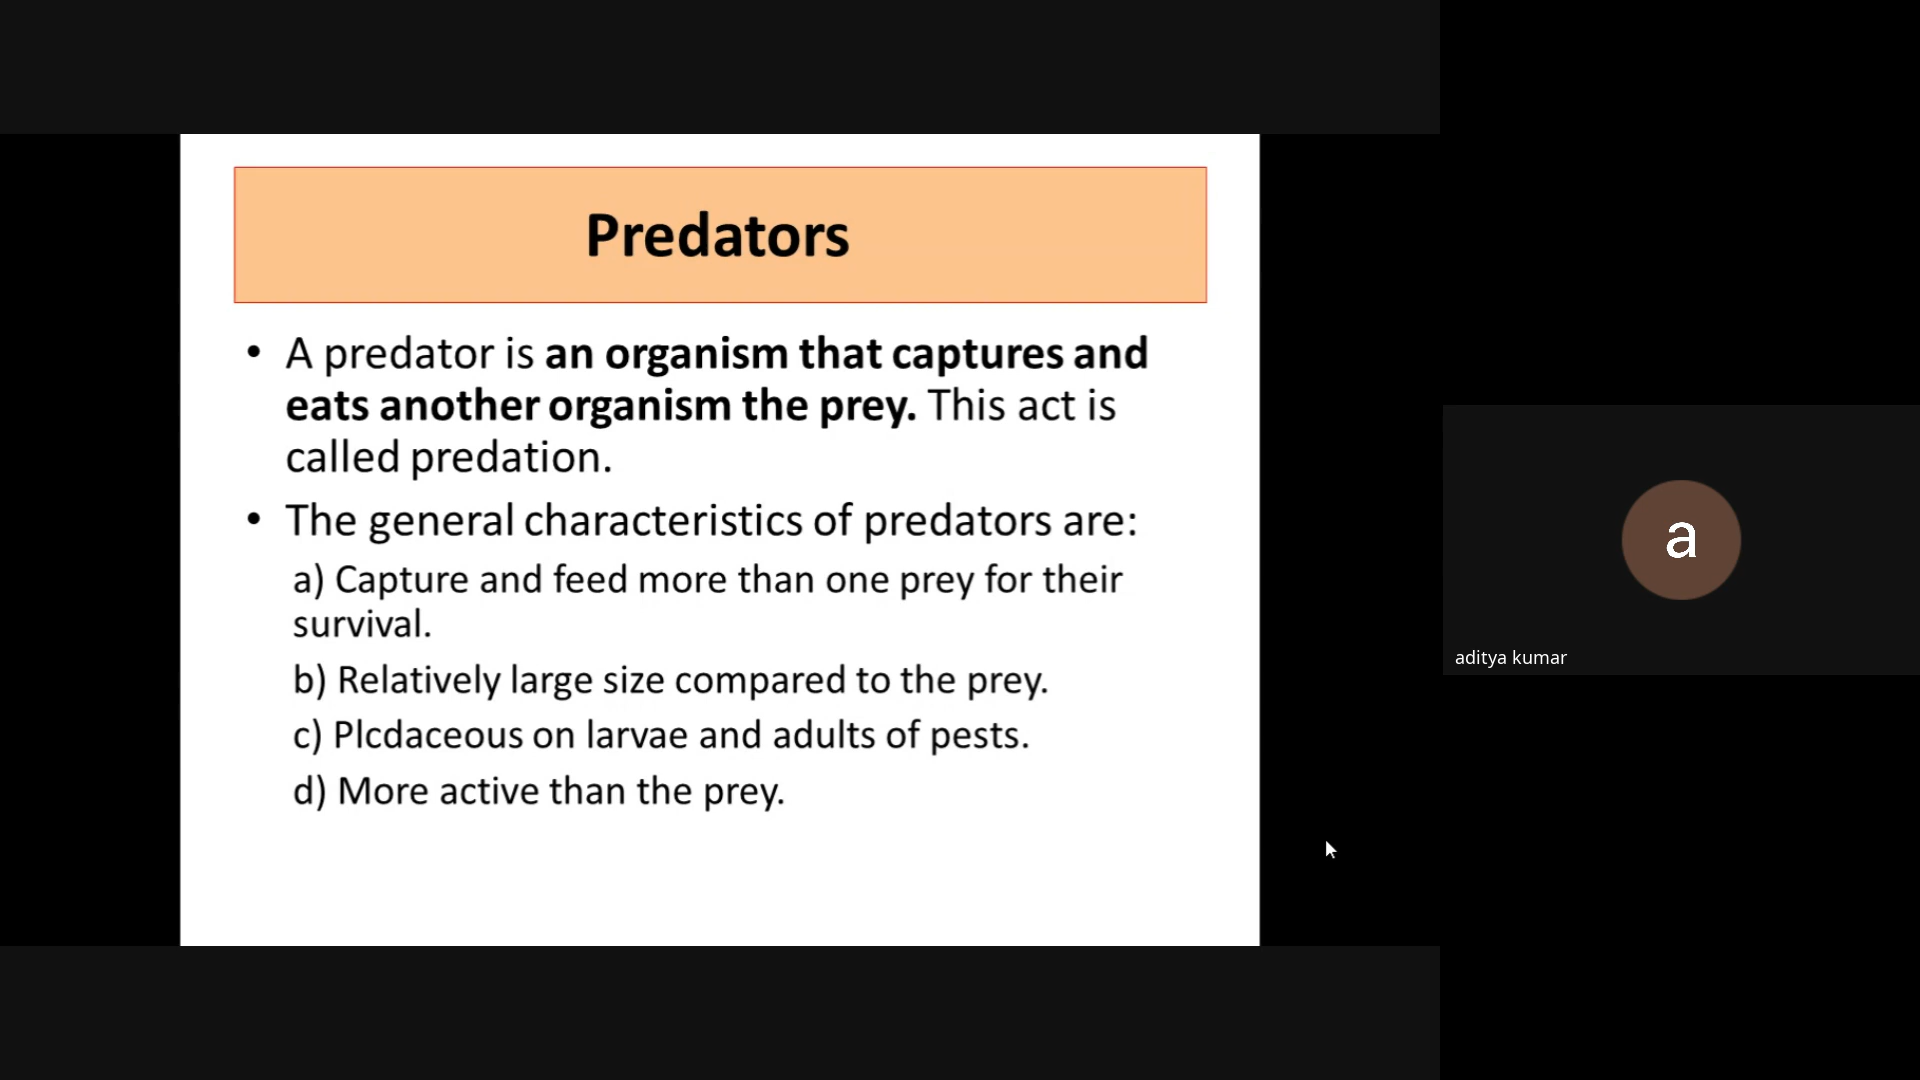 Predators
• A predator is an organism that captures and
eats another organism the prey. This act is
called predation.
• The general characteristics of predators are:
a) Capture and feed more than one prey for their
survival.
b) Relatively large size compared to the prey.
c) Plcdaceous on larvae and adults of pests.
d) More active than the prey.
a
aditya kumar